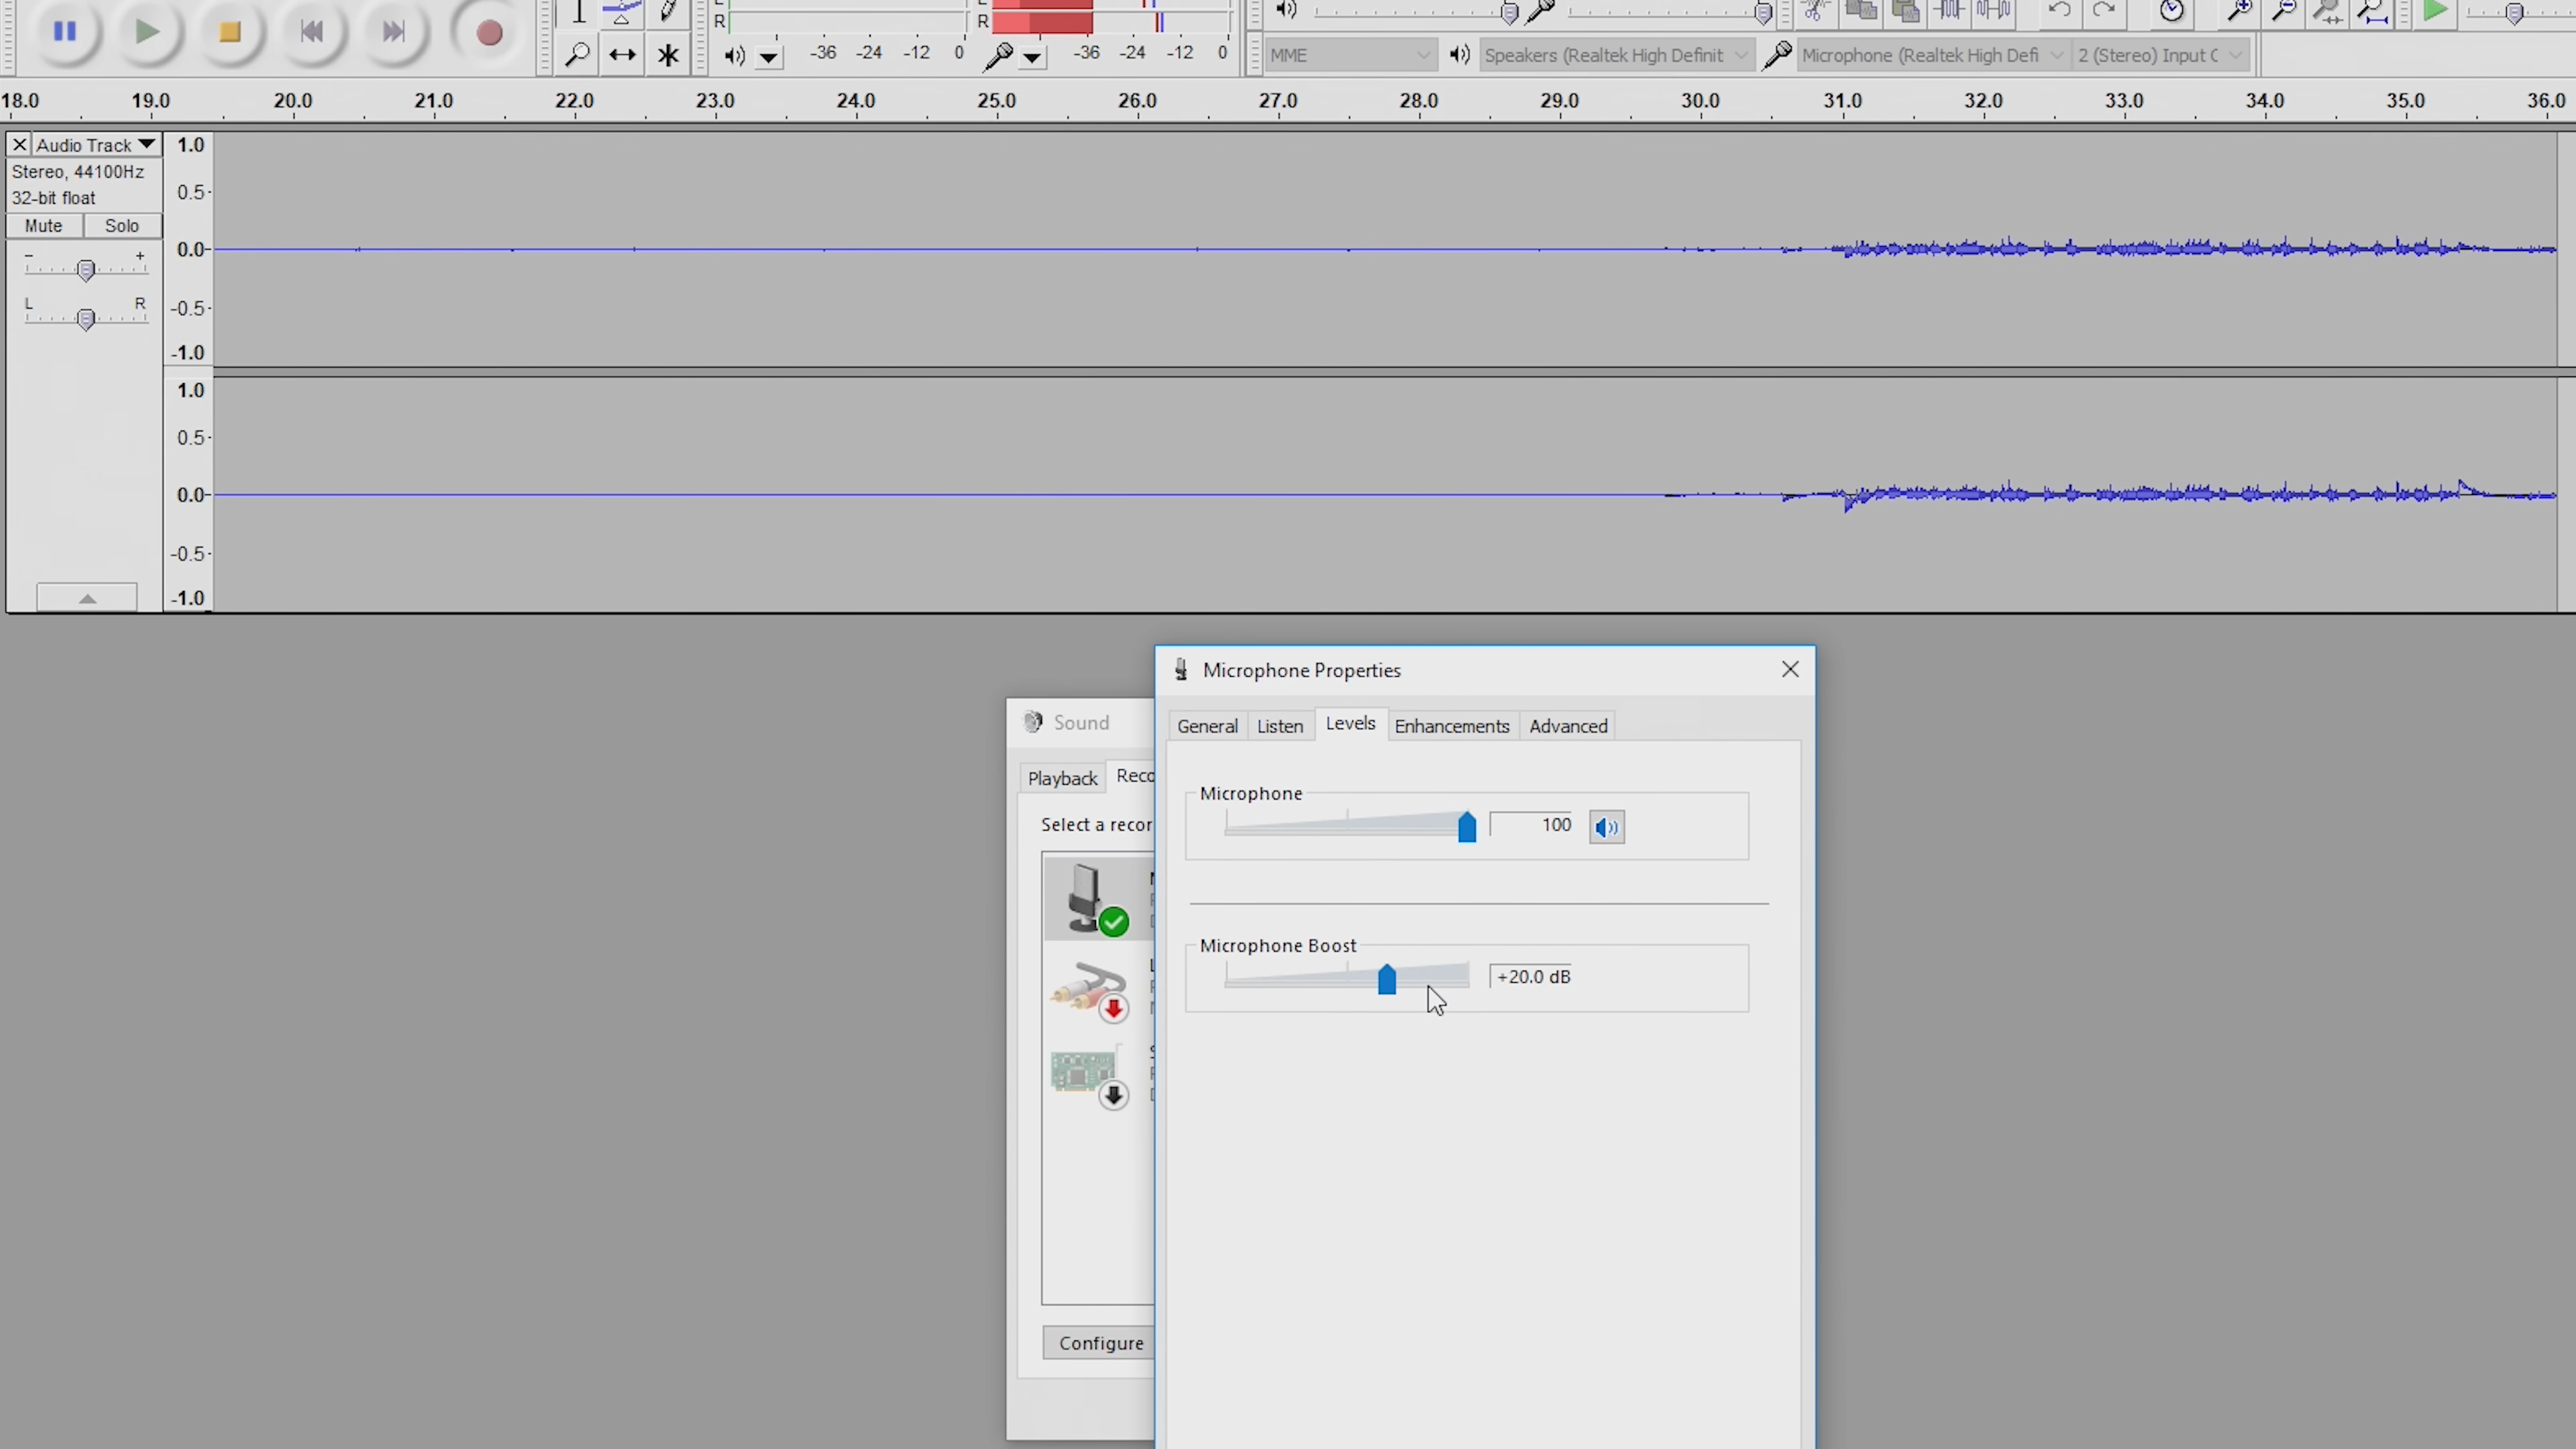 L L
R R
-36 -24 -12 0 -36 -24 -12 0
MME Speakers (Realtek High Definit Microphone (Realtek High Defi 2 (Stereo) Input C
18.0 19.0 20.0 21.0 22.0 23.0 24.0 25.0 26.0 27.0 28.0 29.0 30.0 31.0 32.0 33.0 34.0 35.0 36.0
Audio Track
Stereo, 44100Hz
32-bit float
Mute Solo
- +
L R
1.0
0.5
0.0
-0.5
-1.0
1.0
0.5
0.0
-0.5
-1.0
Sound
Playback Reco
Select a recor
Configure
Microphone Properties
General Listen Levels Enhancements Advanced
Microphone
100
Microphone Boost
+20.0 dB